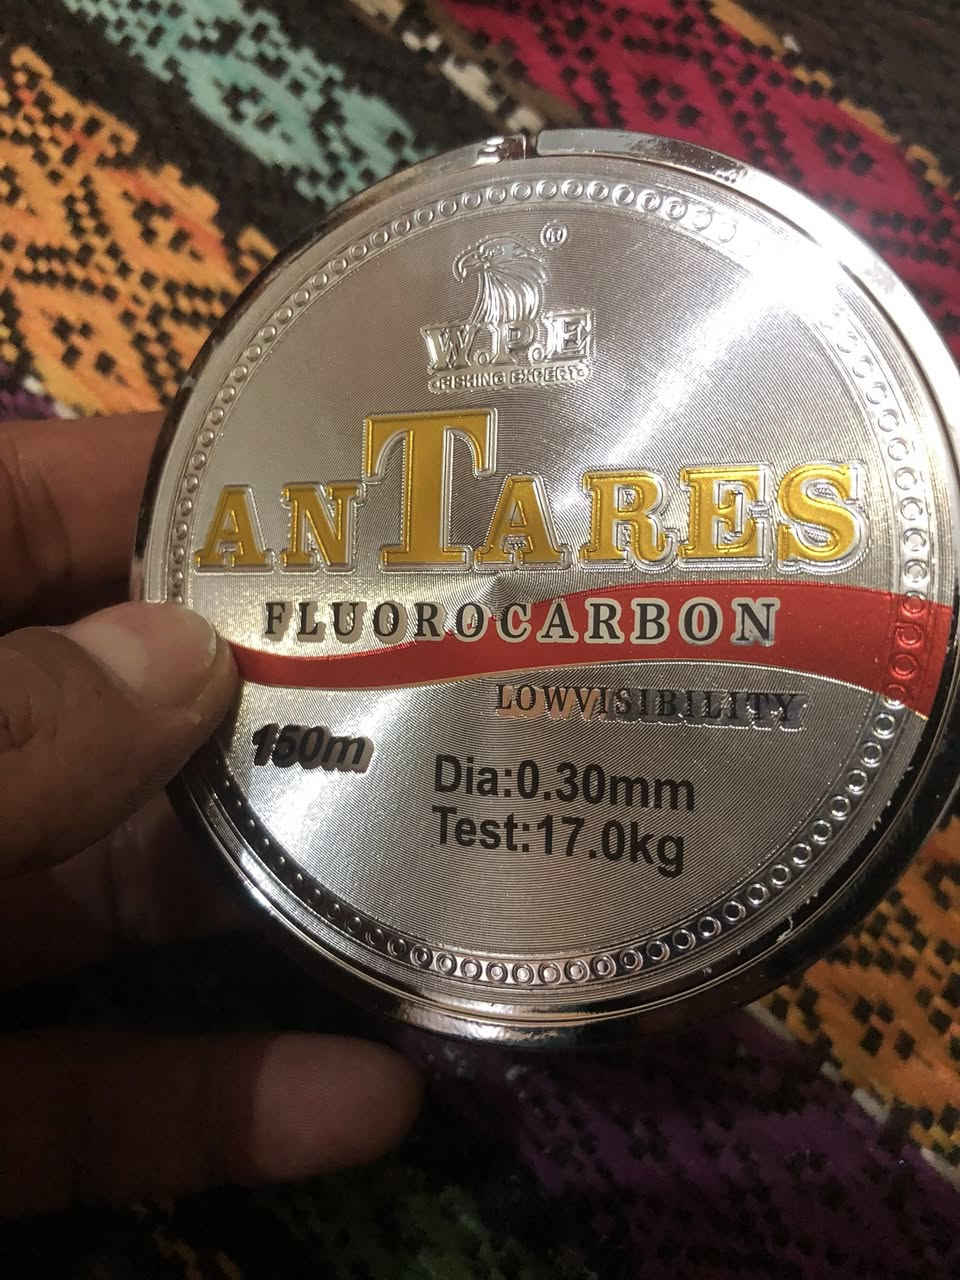 ®
W.P.E
FISHING EXPERT
ANTARES
FLUOROCARBON
LOWVISIBILITY
150m
Dia:0.30mm
Test:17.0kg